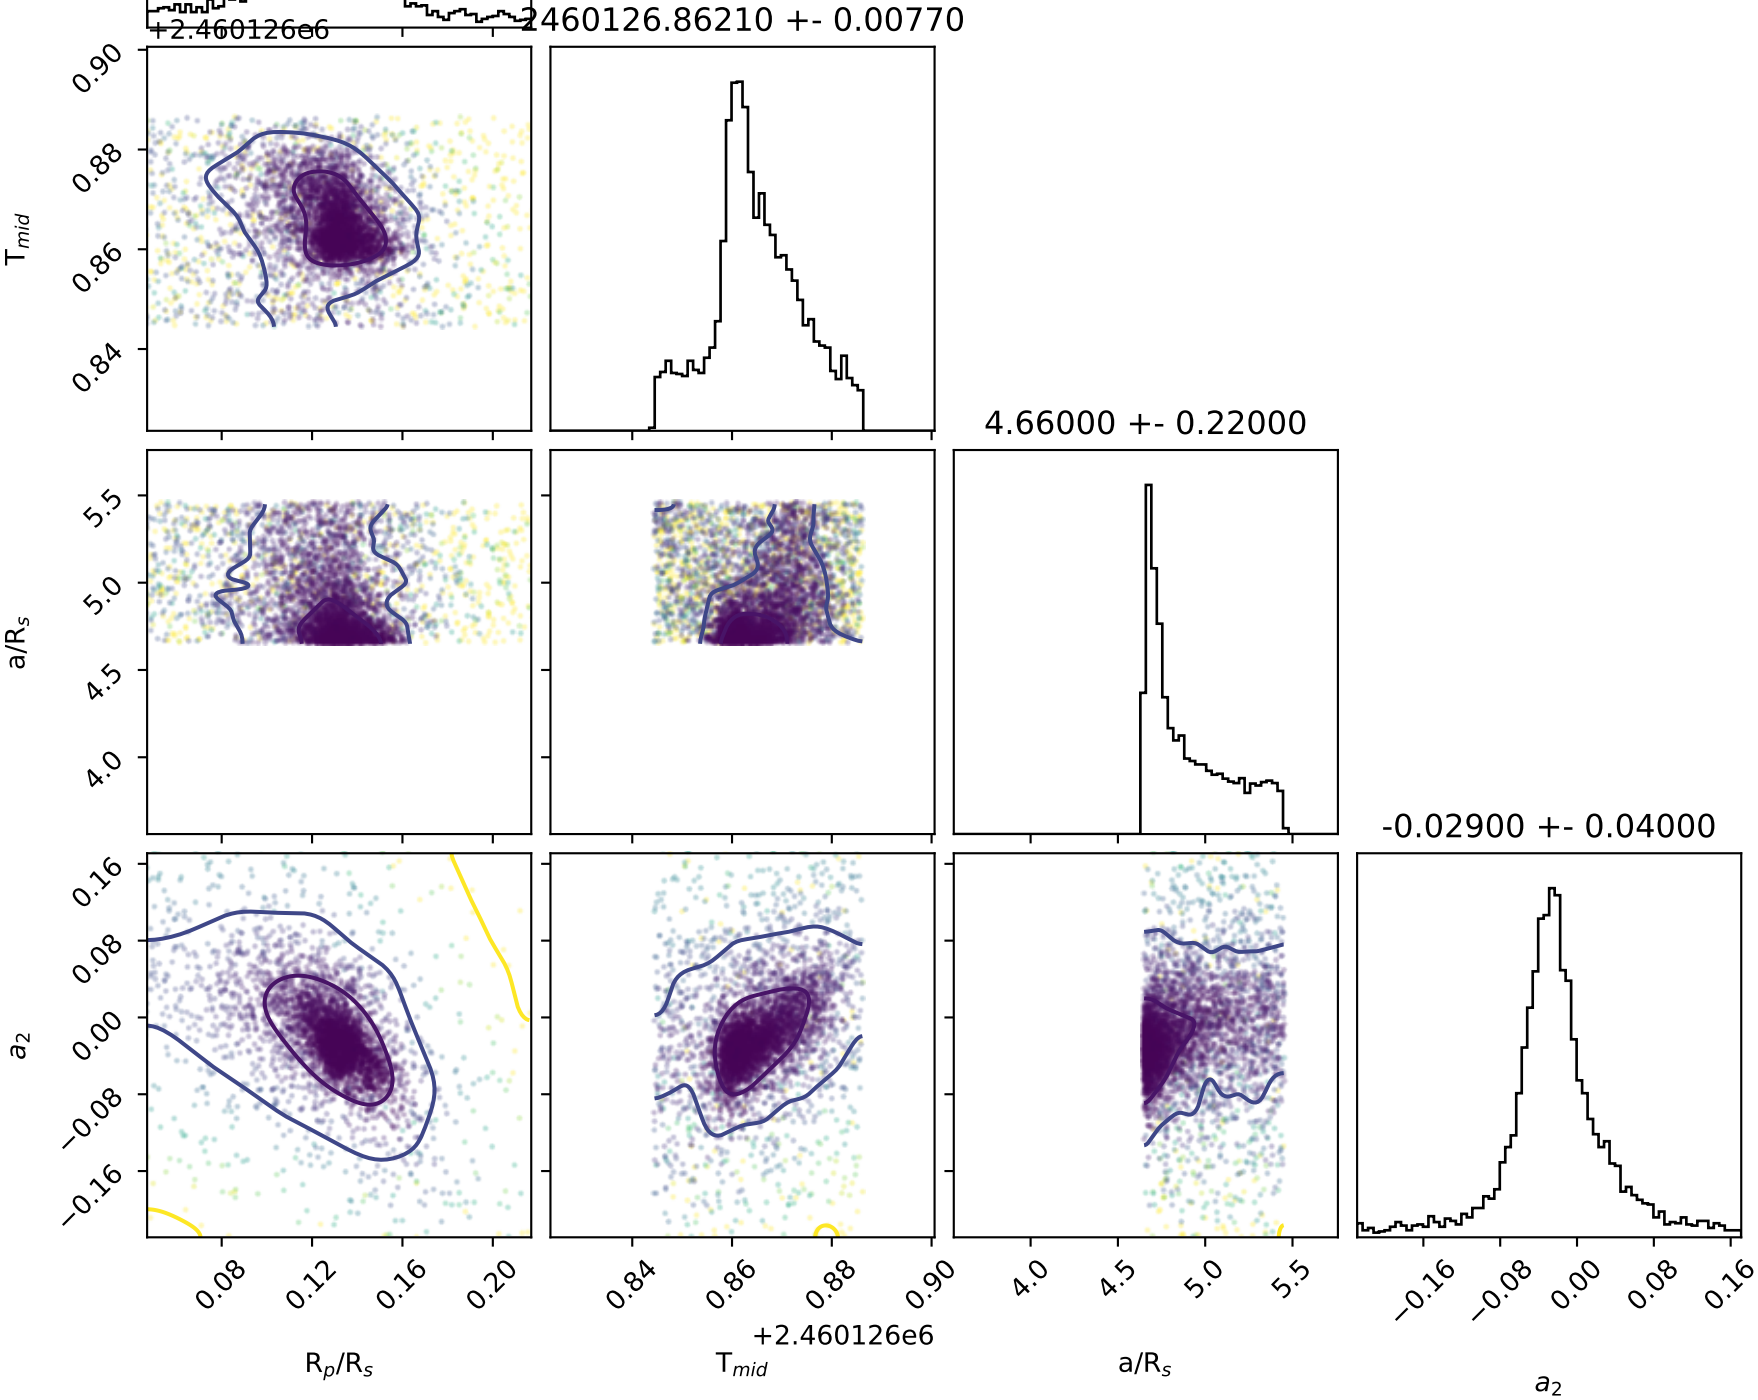 +2.460126e6
2460126.86210 +- 0.00770
0.90
0.88
0.86
0.84
T_mid
4.66000 +- 0.22000
5.5
5.0
4.5
4.0
a/R_s
-0.02900 +- 0.04000
0.16
0.08
0.00
−0.08
−0.16
a_2
0.08 0.12 0.16 0.20 0.84 0.86 0.88 0.90 4.0 4.5 5.0 5.5 −0.16 −0.08 0.00 0.08 0.16
+2.460126e6
R_p/R_s T_mid a/R_s a_2